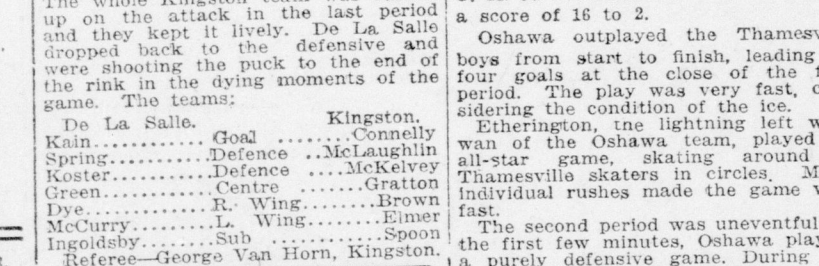 The whole Kingston team was
up on the attack in the last period
and they kept it lively. De La Salle
dropped back to the defensive and
were shooting the puck to the end of
the rink in the dying moments of the
game. The teams:
De La Salle. Kingston.
Kain............Goal ........Connelly
Spring...........Defence ..McLaughlin
Koster...........Defence ....McKelvey
Green............Centre .......Gratton
Dye..............R. Wing.........Brown
McCurry..........L. Wing........Elmer
Ingoldsby........Sub ............Spoon
Referee—George Van Horn, Kingston.
a score of 16 to 2.
Oshawa outplayed the
boys from start to finish, leading
four goals at the close of the
period. The play was very fast,
sidering the condition of the ice.
Etherington, tne lightning left
wan of the Oshawa team, played
all-star game, skating around
Thamesville skaters in circles.
individual rushes made the game
fast.
The second period was uneventful
the first few minutes, Oshawa
a purely defensive game. During